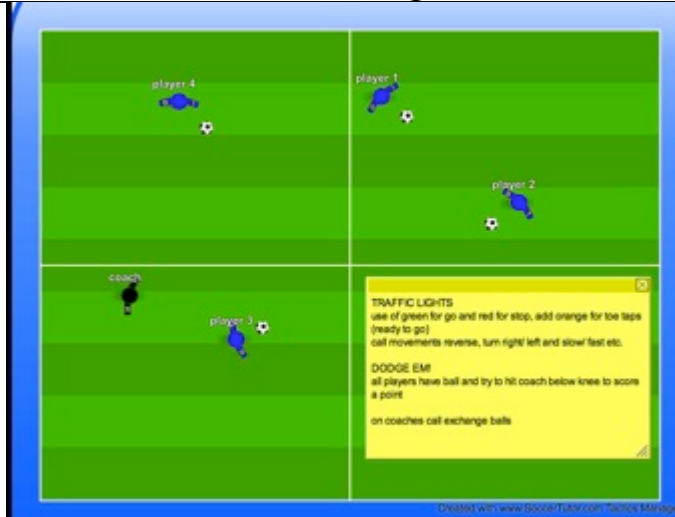 player 4
player 1
player 2
coach
player 3
TRAFFIC LIGHTS
use of green for go and red for stop, add orange for toe taps
(ready to go)
call movements reverse, turn right/ left and slow/ fast etc.
DODGE EM!
all players have ball and try to hit coach below knee to score
a point
on coaches call exchange balls
Created with www.SoccerTutor.com Tactics Manage